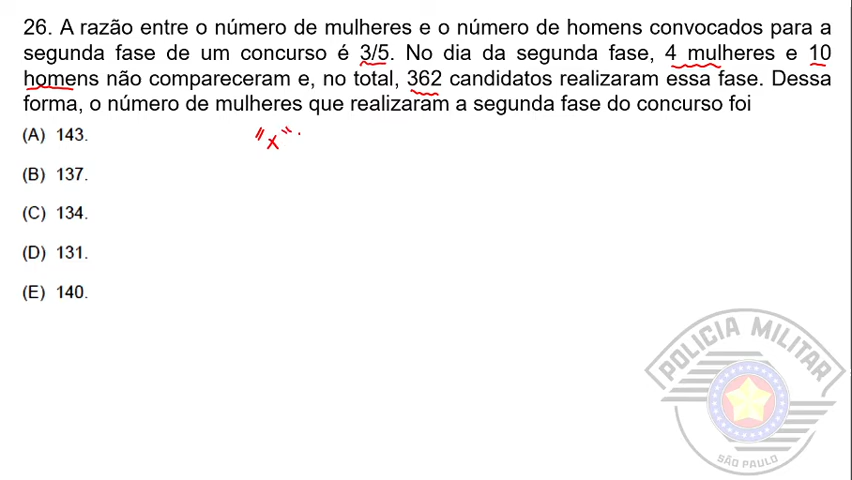 26. A razão entre o número de mulheres e o número de homens convocados para a
segunda fase de um concurso é 3/5. No dia da segunda fase, 4 mulheres e 10
homens não compareceram e, no total, 362 candidatos realizaram essa fase. Dessa
forma, o número de mulheres que realizaram a segunda fase do concurso foi
(A) 143.
"x".
(B) 137.
(C) 134.
(D) 131.
(E) 140.
POLICIA MILITAR
SÃO PAULO